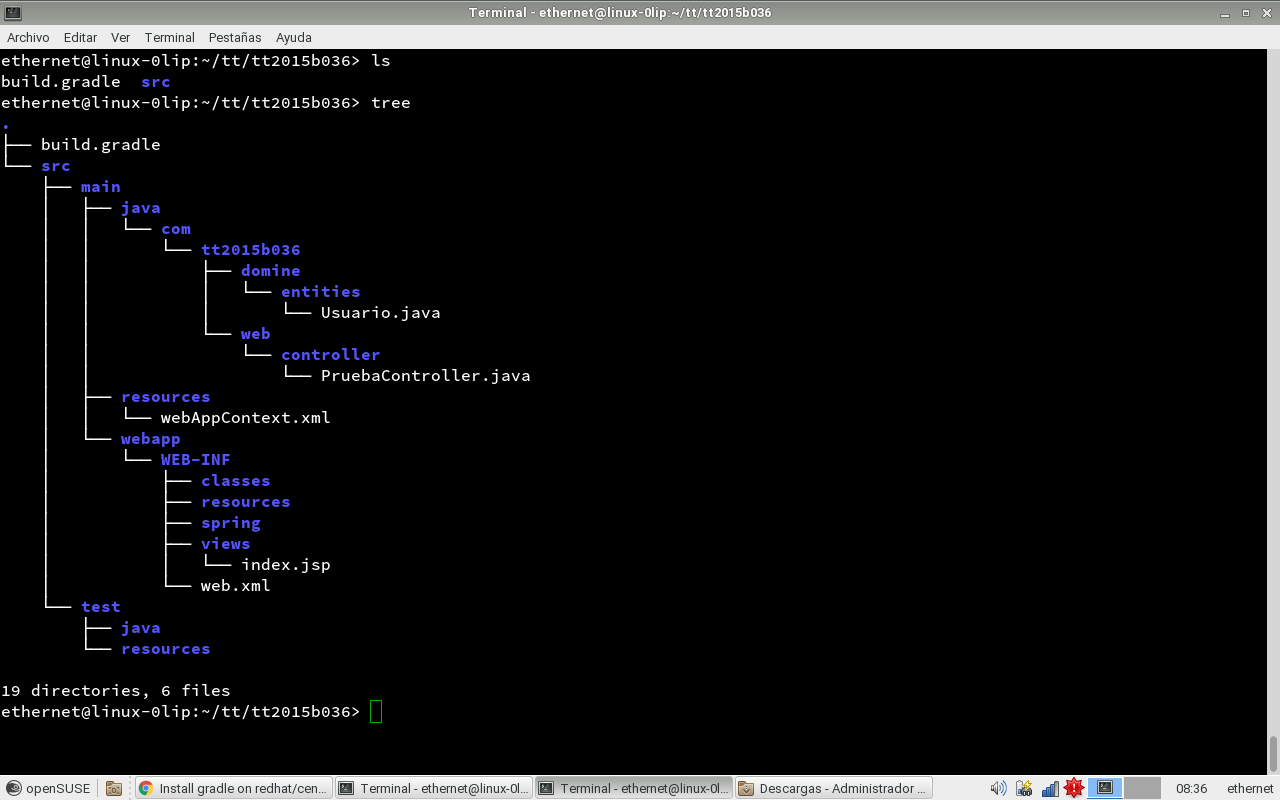 Terminal - ethernet@linux-0lip:~/tt/tt2015b036
Archivo Editar Ver Terminal Pestañas Ayuda
ethernet@linux-0lip:~/tt/tt2015b036> ls
build.gradle  src
ethernet@linux-0lip:~/tt/tt2015b036> tree
.
├── build.gradle
└── src
    ├── main
    │   ├── java
    │   │   └── com
    │   │       └── tt2015b036
    │   │           ├── domine
    │   │           │   └── entities
    │   │           │       └── Usuario.java
    │   │           └── web
    │   │               └── controller
    │   │                   └── PruebaController.java
    │   ├── resources
    │   │   └── webAppContext.xml
    │   └── webapp
    │       └── WEB-INF
    │           ├── classes
    │           ├── resources
    │           ├── spring
    │           ├── views
    │           │   └── index.jsp
    │           └── web.xml
    └── test
        ├── java
        └── resources
19 directories, 6 files
ethernet@linux-0lip:~/tt/tt2015b036>
openSUSE Install gradle on redhat/cen... Terminal - ethernet@linux-0l... Terminal - ethernet@linux-0l... Descargas - Administrador ... 08:36 ethernet